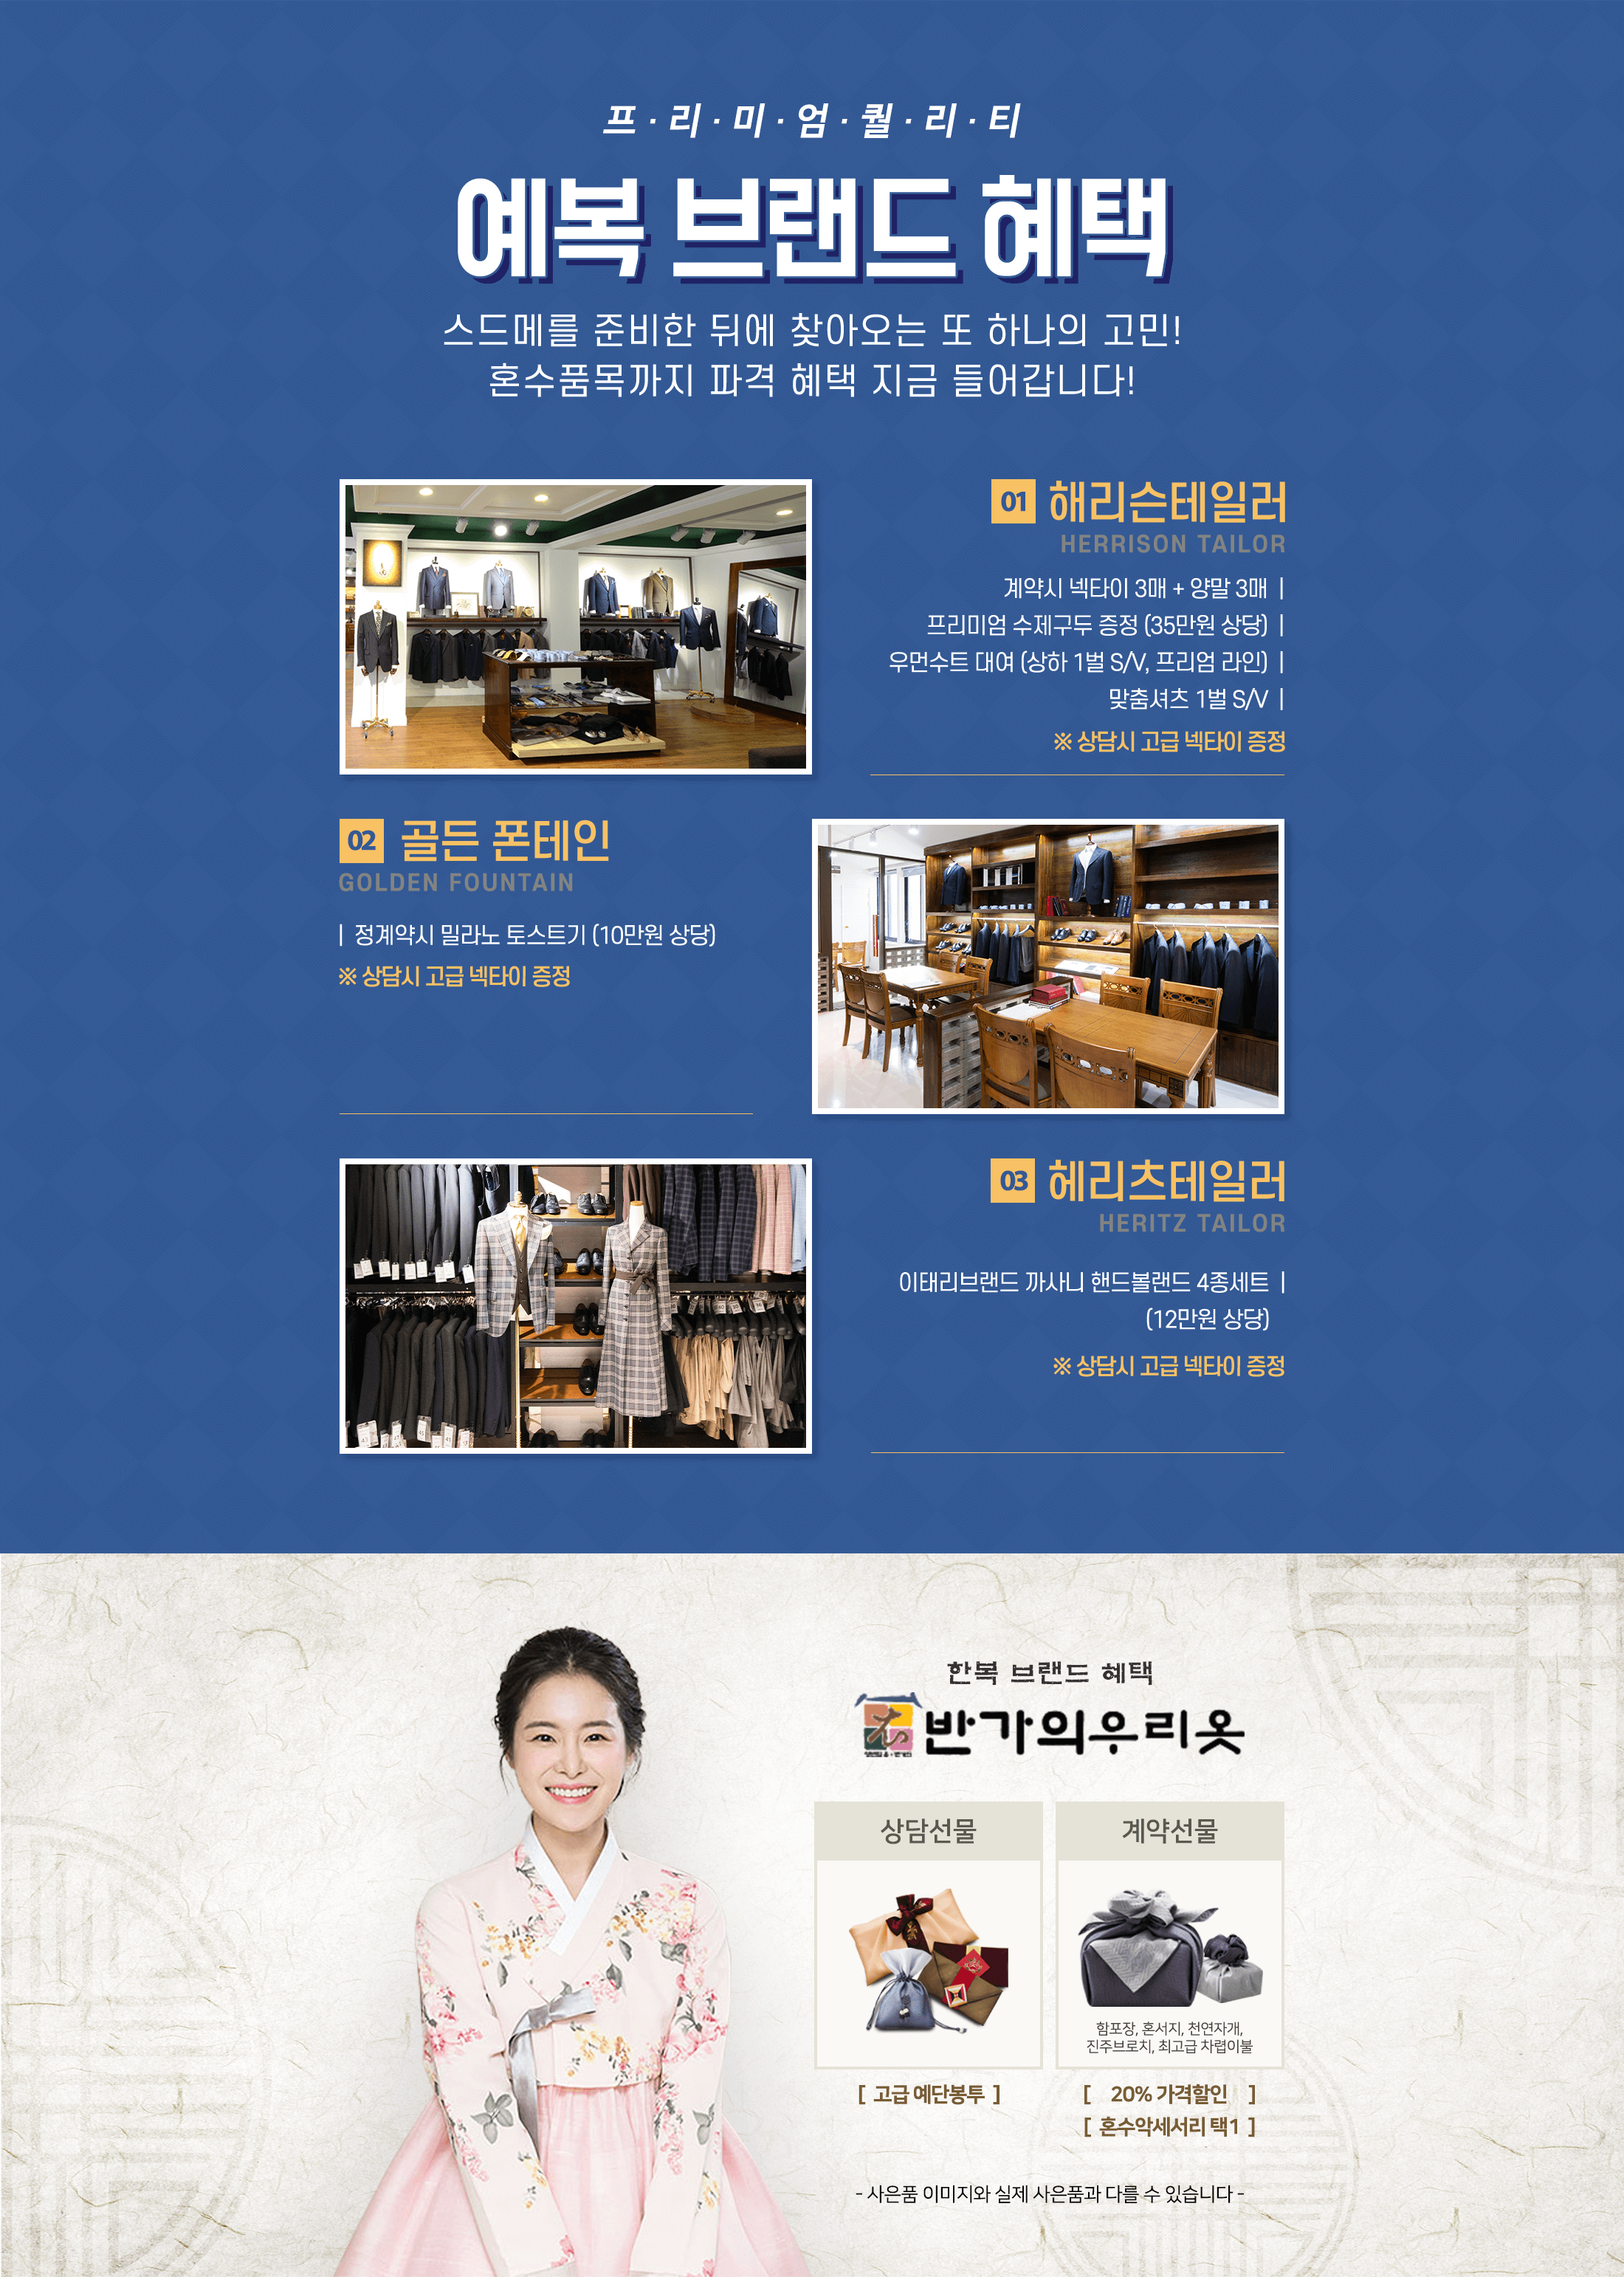 프·리·미·엄·퀄·리·티
예복 브랜드 혜택
스드메를 준비한 뒤에 찾아오는 또 하나의 고민!
혼수품목까지 파격 혜택 지금 들어갑니다!
01 해리슨테일러
HERRISON TAILOR
계약시 넥타이 3매 + 양말 3매 |
프리미엄 수제구두 증정 (35만원 상당) |
우먼수트 대여 (상하 1벌 S/V, 프리엄 라인) |
맞춤셔츠 1벌 S/V |
※ 상담시 고급 넥타이 증정
02 골든 폰테인
GOLDEN FOUNTAIN
| 정계약시 밀라노 토스트기 (10만원 상당)
※ 상담시 고급 넥타이 증정
03 헤리츠테일러
HERITZ TAILOR
이태리브랜드 까사니 핸드볼랜드 4종세트 |
(12만원 상당)
※ 상담시 고급 넥타이 증정
한복 브랜드 혜택
반가의우리옷
상담선물
[ 고급 예단봉투 ]
계약선물
함포장, 혼서지, 천연자개,
진주브로치, 최고급 차렵이불
[ 20% 가격할인 ]
[ 혼수악세서리 택1 ]
- 사은품 이미지와 실제 사은품과 다를 수 있습니다 -